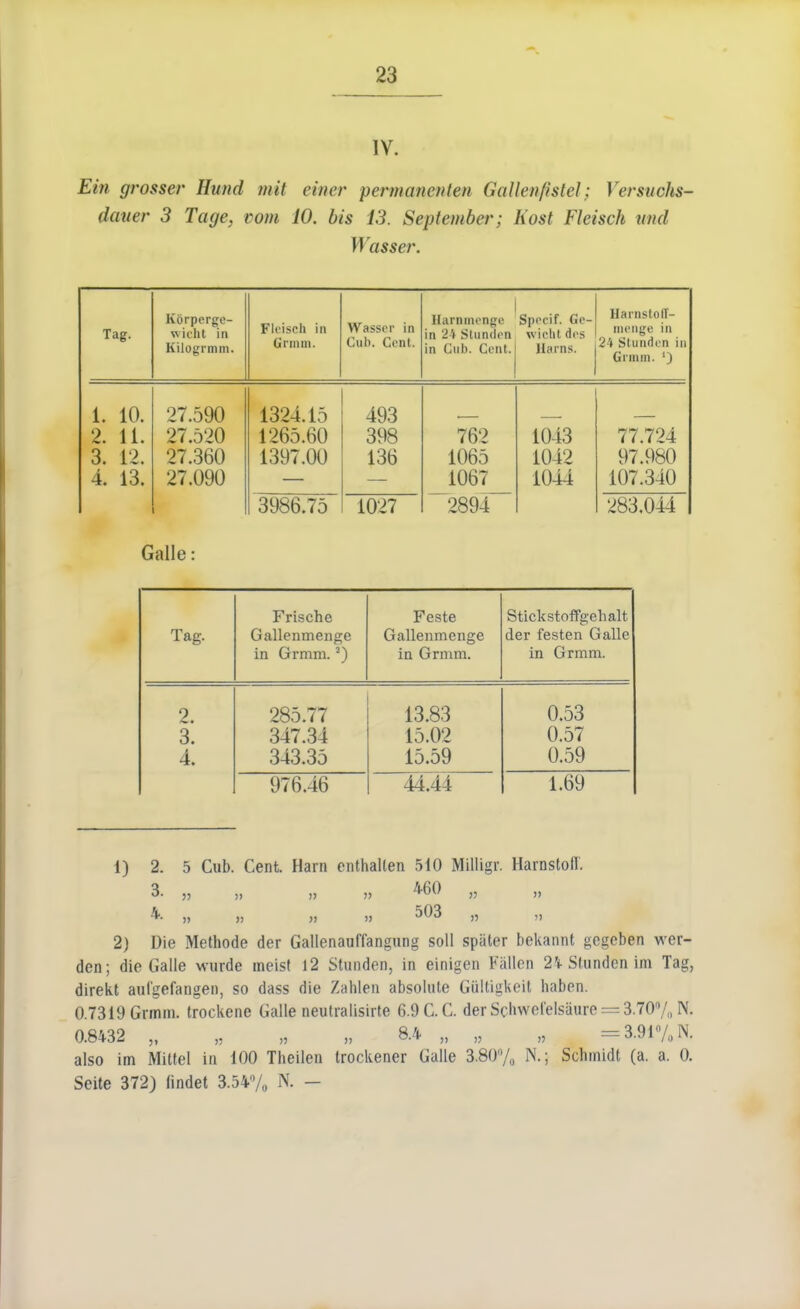 23
IV.
Ein grosser Hund mit einer permanenten Gallenfistel; Versuchs-
dauer 3 Tage, vom 10. bis 13. September; Kost Fleisch und
Wasser.
Tag. | Körperge-wicht in Kilogrmm. | Fleisch in Grmm. | Wasser in Cub. Cent. | Harnmenge in 24 Stunden in Cub. Cent. | Specif. Ge-wicht des Harns. | Harnstoff-menge in 24 Stunden in Grmm. ¹)
1. 10. | 27.590 | 1324.15 | 493 | — | — | —
2. 11. | 27.520 | 1265.60 | 398 | 762 | 1043 | 77.724
3. 12. | 27.360 | 1397.00 | 136 | 1065 | 1042 | 97.980
4. 13. | 27.090 | — | — | 1067 | 1044 | 107.340
3986.75 | 1027 | 2894 | 283.044
Galle:
Tag. | Frische Gallenmenge in Grmm. ²) | Feste Gallenmenge in Grmm. | Stickstoffgehalt der festen Galle in Grmm.
2. | 285.77 | 13.83 | 0.53
3. | 347.34 | 15.02 | 0.57
4. | 343.35 | 15.59 | 0.59
976.46 | 44.44 | 1.69
1) 2. 5 Cub. Cent. Harn enthalten 510 Milligr. Harnstoff.
3. „ „ „ „ 460 „ „
4. „ „ „ „ 503 „ „
2) Die Methode der Gallenauffangung soll später bekannt gegeben wer-
den; die Galle wurde meist 12 Stunden, in einigen Fällen 24 Stunden im Tag,
direkt aufgefangen, so dass die Zahlen absolute Gültigkeit haben.
0.7319 Grmm. trockene Galle neutralisirte 6.9 C. C. der Schwefelsäure = 3.70% N.
0.8432 „ „ „ „ 8.4 „ „ „ = 3.91% N.
also im Mittel in 100 Theilen trockener Galle 3.80% N.; Schmidt (a. a. O.
Seite 372) findet 3.54% N. —